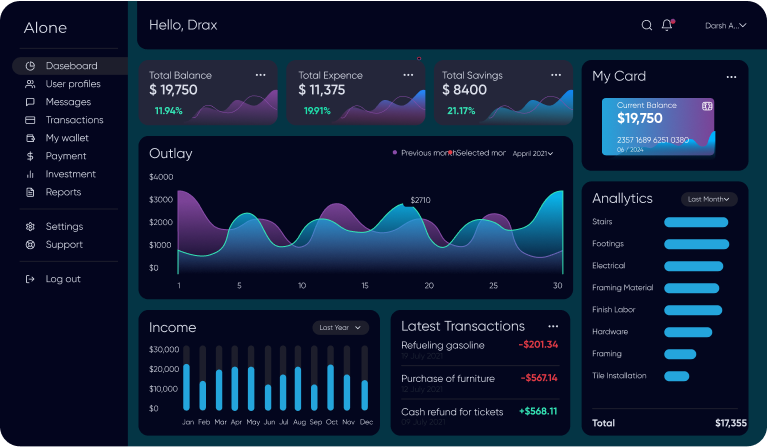 Alone
Daseboard
User profiles
Messages
Transactions
My wallet
Payment
Investment
Reports
Settings
Support
Log out
Hello, Drax
Darsh A...
Total Balance
$ 19,750
11.94%
Total Expence
$ 11,375
19.91%
Total Savings
$ 8400
21.17%
My Card
Current Balance
$19,750
2357 1689 6251 0380
06 / 2024
Outlay
Previous month
Selected mor
Appril 2021
$4000
$3000
$2000
$1000
$0
$2710
1 5 10 15 20 25 30
Anallytics
Last Month
Stairs
Footings
Electrical
Framing Material
Finish Labor
Hardware
Framing
Tile Installation
Total $17,355
Income
Last Year
$30,000
$20,000
$10,000
$0
Jan Feb Mar Apr May Jun Jul Aug Sep Oct Nov Dec
Latest Transactions
Refueling gasoline -$201.34
19 July 2021
Purchase of furniture -$567.14
12 July 2021
Cash refund for tickets +$568.11
09 July 2021